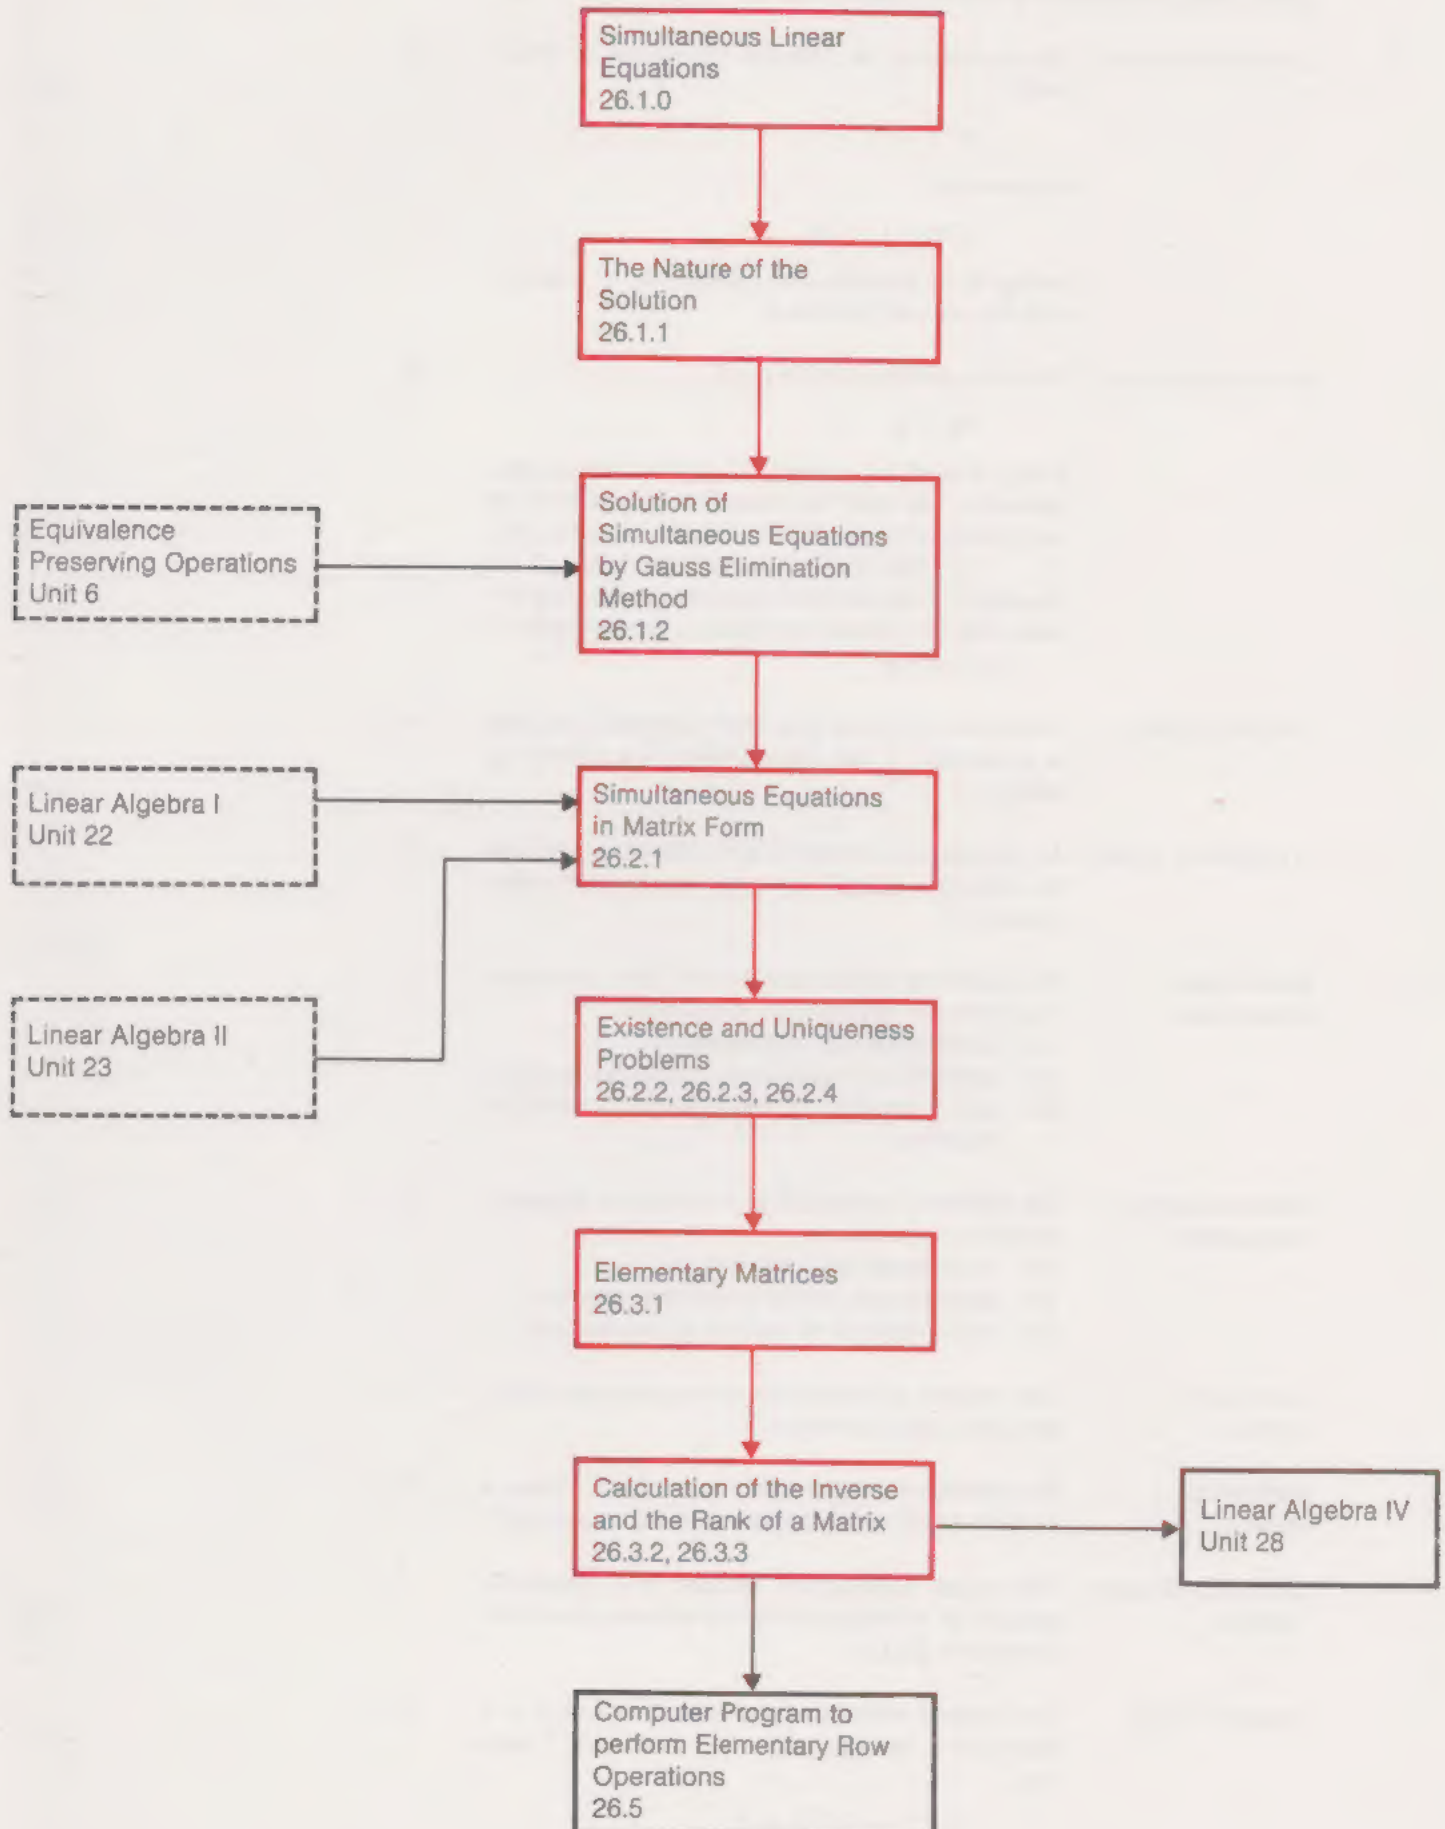 Simultaneous Linear
Equations
26.1.0
The Nature of the
Solution
26.1.1
Equivalence
Preserving Operations
Unit 6
Solution of
Simultaneous Equations
by Gauss Elimination
Method
26.1.2
Linear Algebra I
Unit 22
Simultaneous Equations
in Matrix Form
26.2.1
Linear Algebra II
Unit 23
Existence and Uniqueness
Problems
26.2.2, 26.2.3, 26.2.4
Elementary Matrices
26.3.1
Calculation of the Inverse
and the Rank of a Matrix
26.3.2, 26.3.3
Linear Algebra IV
Unit 28
Computer Program to
perform Elementary Row
Operations
26.5